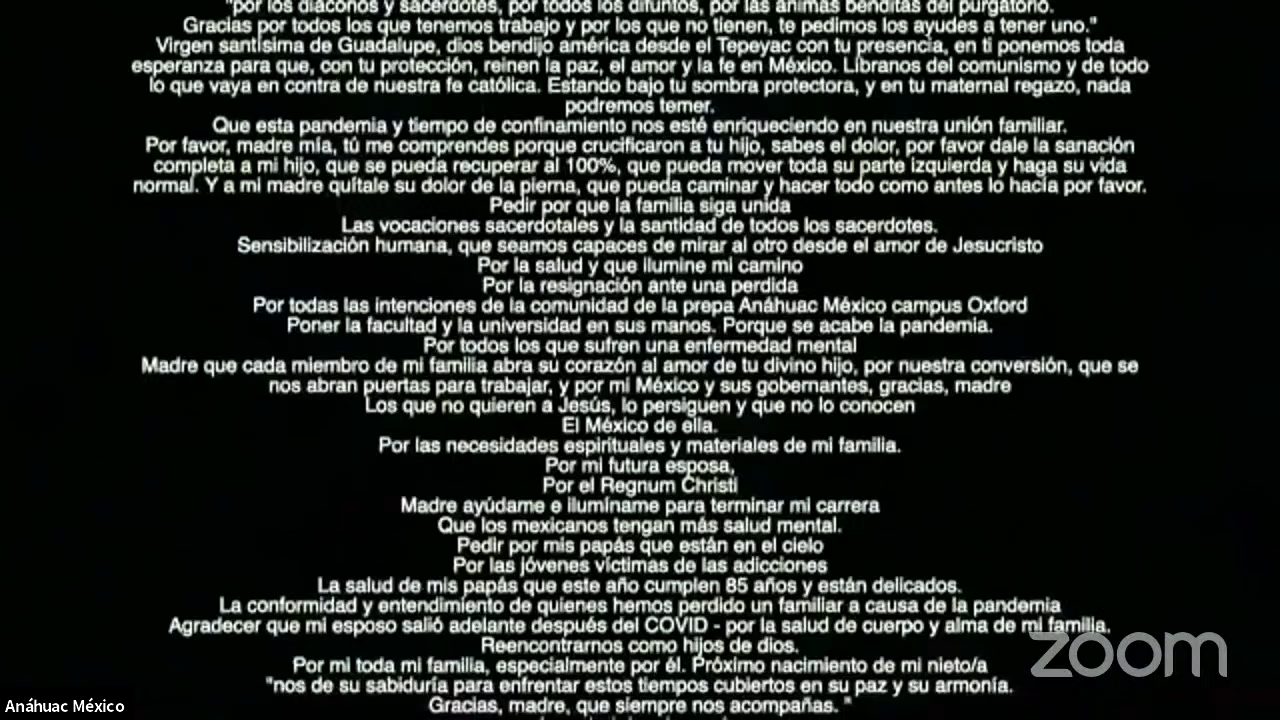 "por los diáconos y sacerdotes, por todos los difuntos, por las ánimas benditas del purgatorio.
Gracias por todos los que tenemos trabajo y por los que no tienen, te pedimos los ayudes a tener uno."
Virgen santísima de Guadalupe, dios bendijo américa desde el Tepeyac con tu presencia, en ti ponemos toda
esperanza para que, con tu protección, reinen la paz, el amor y la fe en México. Líbranos del comunismo y de todo
lo que vaya en contra de nuestra fe católica. Estando bajo tu sombra protectora, y en tu maternal regazo, nada
podremos temer.
Que esta pandemia y tiempo de confinamiento nos esté enriqueciendo en nuestra unión familiar.
Por favor, madre mía, tú me comprendes porque crucificaron a tu hijo, sabes el dolor, por favor dale la sanación
completa a mi hijo, que se pueda recuperar al 100%, que pueda mover toda su parte izquierda y haga su vida
normal. Y a mi madre quítale su dolor de la pierna, que pueda caminar y hacer todo como antes lo hacía por favor.
Pedir por que la familia siga unida
Las vocaciones sacerdotales y la santidad de todos los sacerdotes.
Sensibilización humana, que seamos capaces de mirar al otro desde el amor de Jesucristo
Por la salud y que ilumine mi camino
Por la resignación ante una perdida
Por todas las intenciones de la comunidad de la prepa Anáhuac México campus Oxford
Poner la facultad y la universidad en sus manos. Porque se acabe la pandemia.
Por todos los que sufren una enfermedad mental
Madre que cada miembro de mi familia abra su corazón al amor de tu divino hijo, por nuestra conversión, que se
nos abran puertas para trabajar, y por mi México y sus gobernantes, gracias, madre
Los que no quieren a Jesús, lo persiguen y que no lo conocen
El México de ella.
Por las necesidades espirituales y materiales de mi familia.
Por mi futura esposa,
Por el Regnum Christi
Madre ayúdame e ilumíname para terminar mi carrera
Que los mexicanos tengan más salud mental.
Pedir por mis papás que están en el cielo
Por las jóvenes víctimas de las adicciones
La salud de mis papás que este año cumplen 85 años y están delicados.
La conformidad y entendimiento de quienes hemos perdido un familiar a causa de la pandemia
Agradecer que mi esposo salió adelante después del COVID - por la salud de cuerpo y alma de mi familia.
Reencontrarnos como hijos de dios.
Por mi toda mi familia, especialmente por él. Próximo nacimiento de mi nieto/a
"nos de su sabiduría para enfrentar estos tiempos cubiertos en su paz y su armonía.
Gracias, madre, que siempre nos acompañas. "
zoom
Anáhuac México